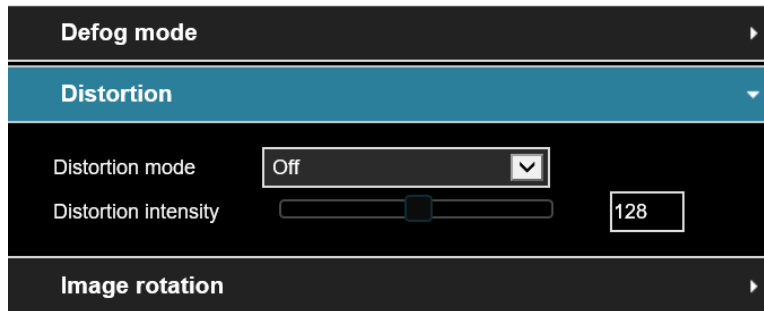 Defog mode
Distortion
Distortion mode Off
Distortion intensity 128
Image rotation